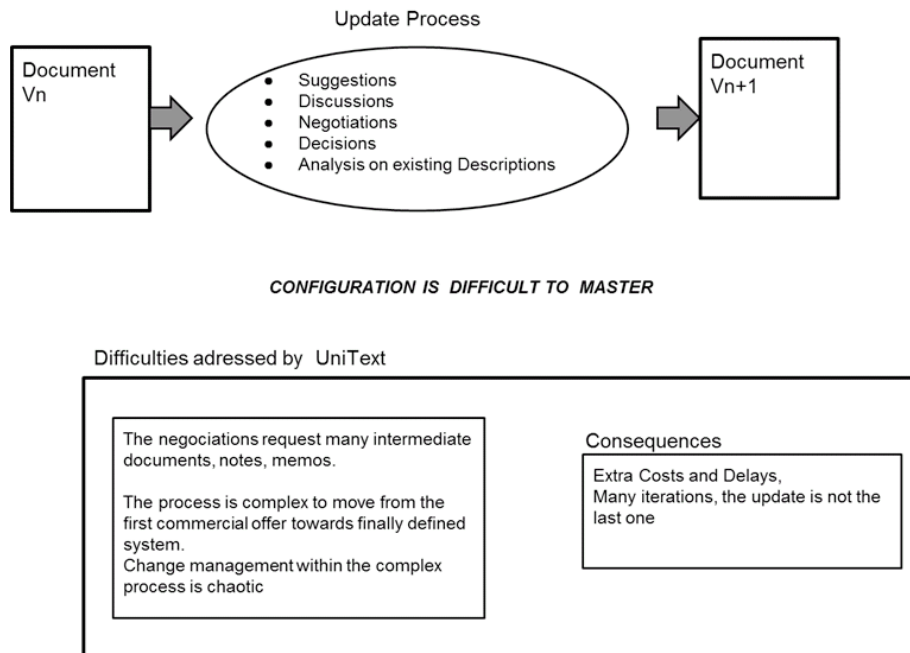 Update Process
Document
Vn
● Suggestions
● Discussions
● Negotiations
● Decisions
● Analysis on existing Descriptions
Document
Vn+1
CONFIGURATION IS DIFFICULT TO MASTER
Difficulties adressed by UniText
The negociations request many intermediate
documents, notes, memos.
The process is complex to move from the
first commercial offer towards finally defined
system.
Change management within the complex
process is chaotic
Consequences
Extra Costs and Delays,
Many iterations, the update is not the
last one